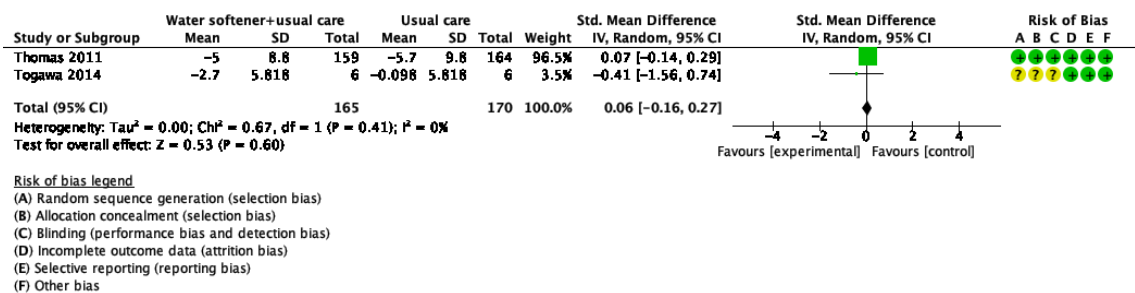 Water softener+usual care Usual care Std. Mean Difference Std. Mean Difference Risk of Bias
Study or Subgroup Mean SD Total Mean SD Total Weight IV, Random, 95% CI IV, Random, 95% CI A B C D E F
Thomas 2011 −5 8.8 159 −5.7 9.8 164 96.5% 0.07 [−0.14, 0.29] + + + + + +
Togawa 2014 −2.7 5.818 6 −0.098 5.818 6 3.5% −0.41 [−1.56, 0.74] ? ? ? + + +
Total (95% CI) 165 170 100.0% 0.06 [−0.16, 0.27]
Heterogeneity: Tau² = 0.00; Chi² = 0.67, df = 1 (P = 0.41); I² = 0%
Test for overall effect: Z = 0.53 (P = 0.60)
−4 −2 0 2 4
Favours [experimental] Favours [control]
Risk of bias legend
(A) Random sequence generation (selection bias)
(B) Allocation concealment (selection bias)
(C) Blinding (performance bias and detection bias)
(D) Incomplete outcome data (attrition bias)
(E) Selective reporting (reporting bias)
(F) Other bias